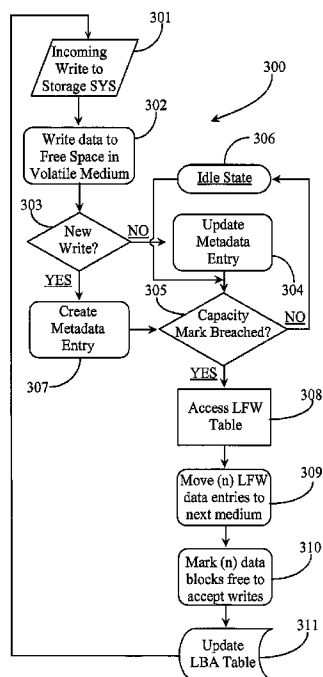 301
Incoming
Write to
Storage SYS
300
302
Write data to
Free Space in
Volatile Medium
306
Idle State
303
New
Write?
NO
Update
Metadata
Entry
304
YES
305
Capacity
Mark Breached?
NO
Create
Metadata
Entry
307
YES
308
Access LFW
Table
309
Move (n) LFW
data entries to
next medium
310
Mark (n) data
blocks free to
accept writes
311
Update
LBA Table